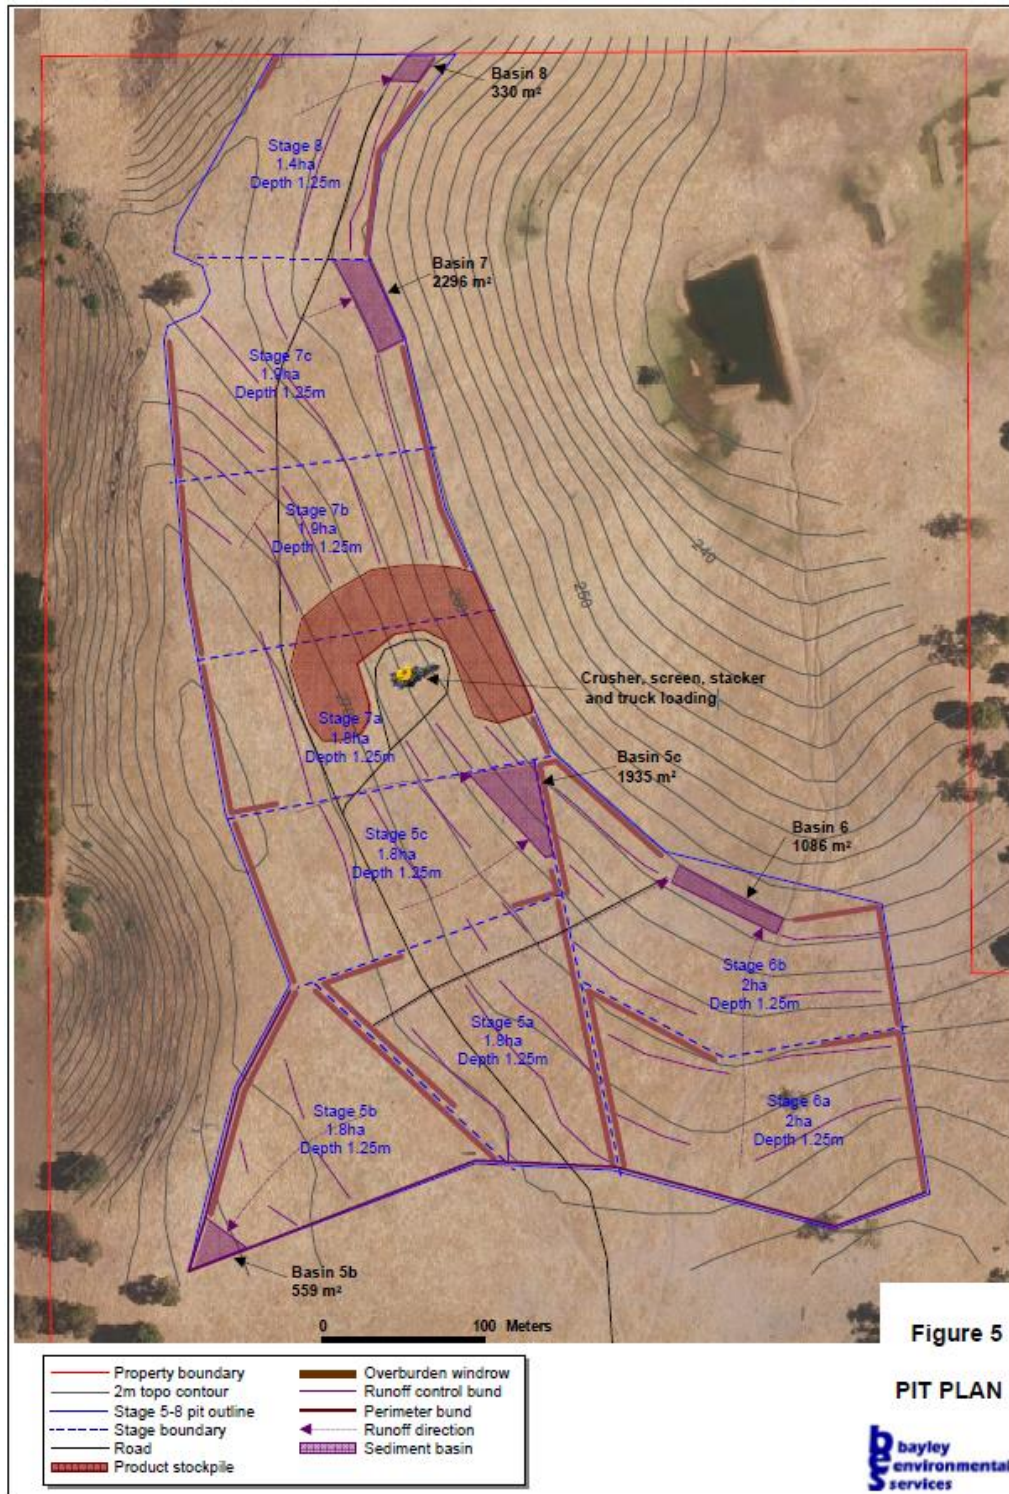 Basin 8
330 m²
Stage 8
1.4ha
Depth 1.25m
Basin 7
2296 m²
Stage 7c
1.9ha
Depth 1.25m
Stage 7b
1.9ha
Depth 1.25m
240
250
Crusher, screen, stacker
and truck loading
Stage 7a
1.8ha
Depth 1.25m
Basin 5c
1935 m²
Stage 5c
1.8ha
Depth 1.25m
Basin 6
1086 m²
Stage 6b
2ha
Depth 1.25m
Stage 5a
1.8ha
Depth 1.25m
Stage 6a
2ha
Depth 1.25m
Stage 5b
1.8ha
Depth 1.25m
Basin 5b
559 m²
0 100 Meters
Figure 5
PIT PLAN
Property boundary
2m topo contour
Stage 5-8 pit outline
Stage boundary
Road
Product stockpile
Overburden windrow
Runoff control bund
Perimeter bund
Runoff direction
Sediment basin
bes
bayley
environmental
services